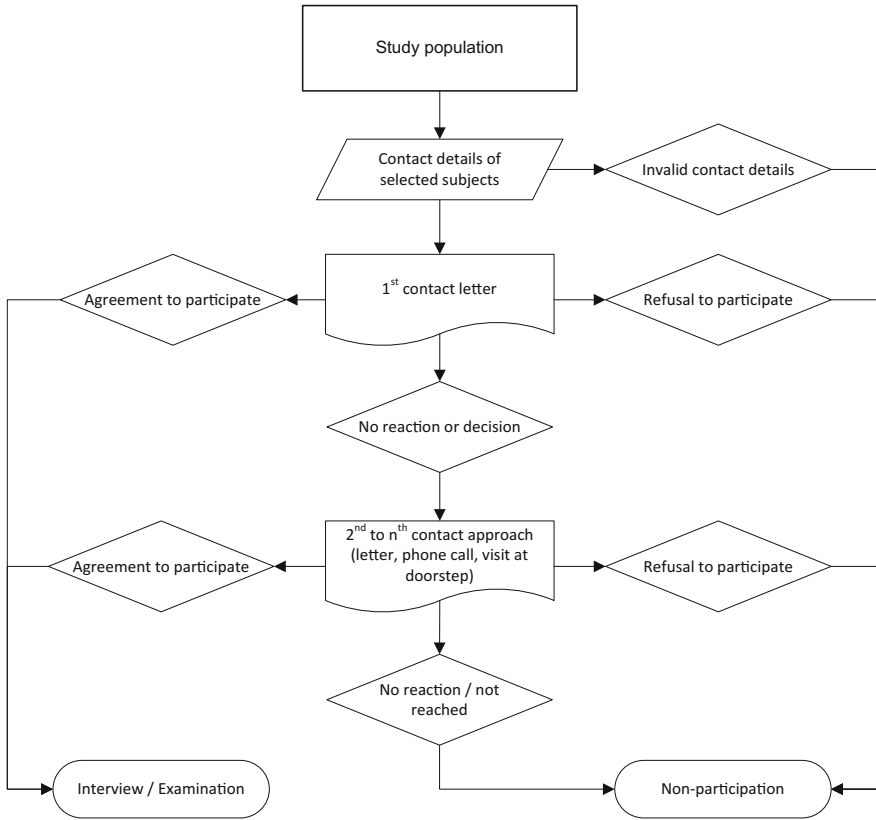 Study population
Contact details of
selected subjects
Invalid contact details
Agreement to participate
1st contact letter
Refusal to participate
No reaction or decision
Agreement to participate
2nd to nth contact approach
(letter, phone call, visit at
doorstep)
Refusal to participate
No reaction / not
reached
Interview / Examination
Non-participation